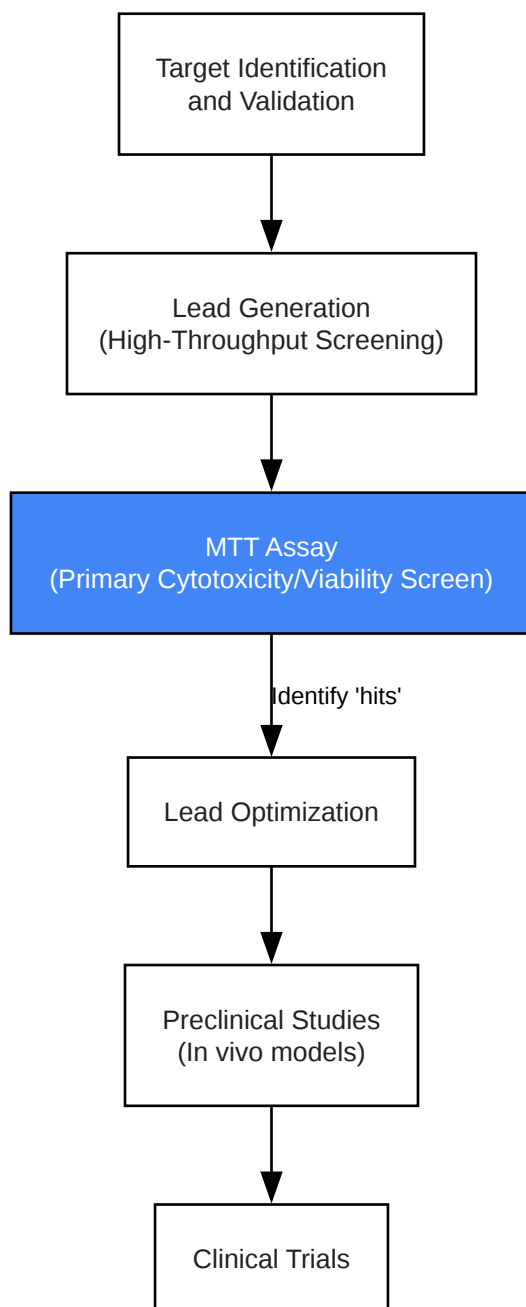 Target Identification
and Validation
Lead Generation
(High-Throughput Screening)
MTT Assay
(Primary Cytotoxicity/Viability Screen)
Identify 'hits'
Lead Optimization
Preclinical Studies
(In vivo models)
Clinical Trials